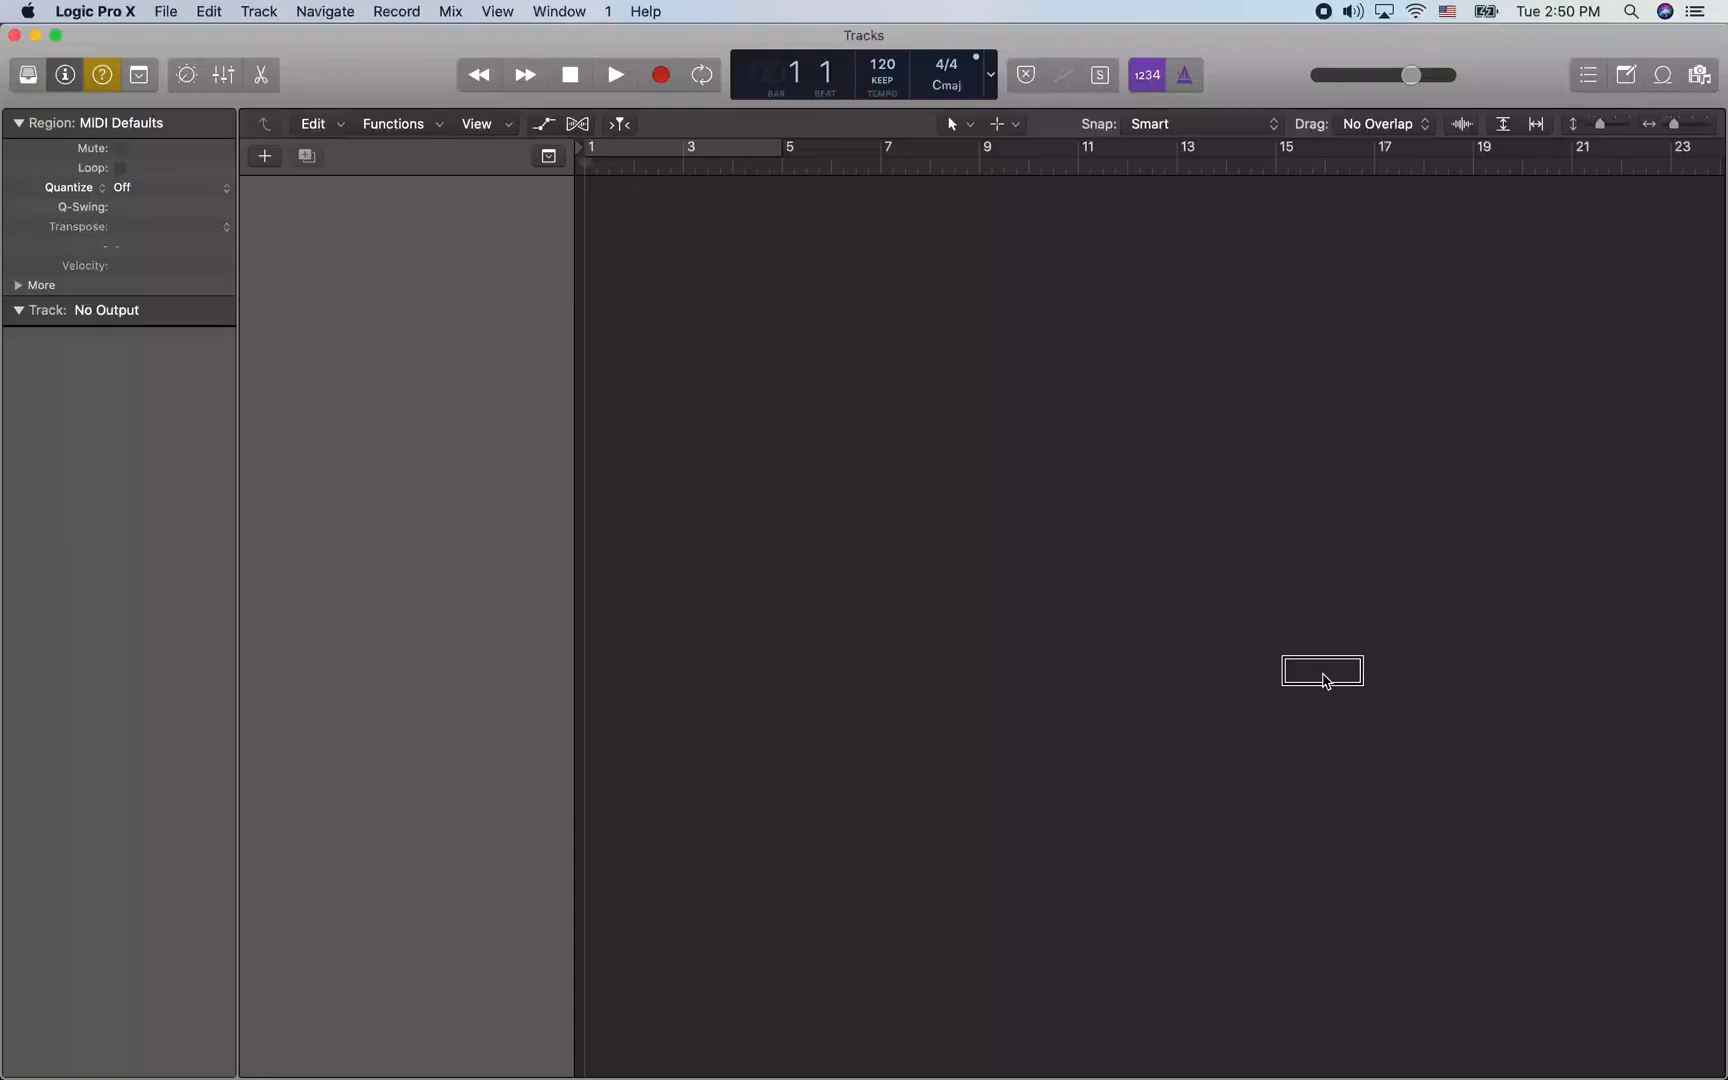 Logic Pro X File Edit Track Navigate Record Mix View Window 1 Help Tue 2:50 PM
Tracks
1 1 120 4/4
KEEP Cmaj
BAR BEAT TEMPO
? S 1234
Region: MIDI Defaults
Edit Functions View Snap: Smart Drag: No Overlap
Mute:
1 3 5 7 9 11 13 15 17 19 21 23
Loop:
Quantize Off
Q-Swing:
Transpose:
- -
Velocity:
More
Track: No Output